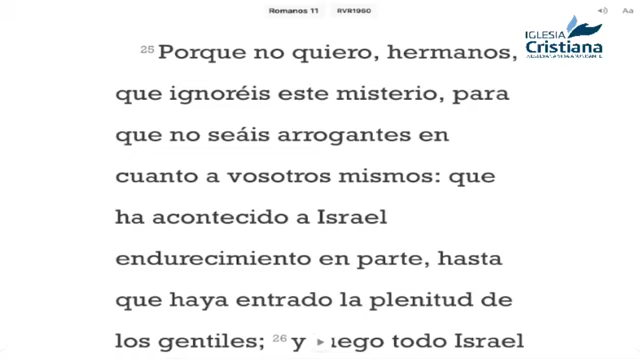 Romanos 11 RVR1960
Aa
IGLESIA
Cristiana
25 Porque no quiero, hermanos,
que ignoréis este misterio, para
que no seáis arrogantes en
cuanto a vosotros mismos: que
ha acontecido a Israel
endurecimiento en parte, hasta
que haya entrado la plenitud de
los gentiles; 26 y todo Israel